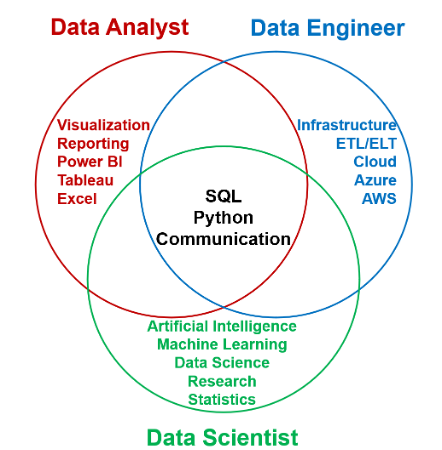 Data Analyst
Data Engineer
Visualization
Reporting
Power BI
Tableau
Excel
Infrastructure
ETL/ELT
Cloud
Azure
AWS
SQL
Python
Communication
Artificial Intelligence
Machine Learning
Data Science
Research
Statistics
Data Scientist